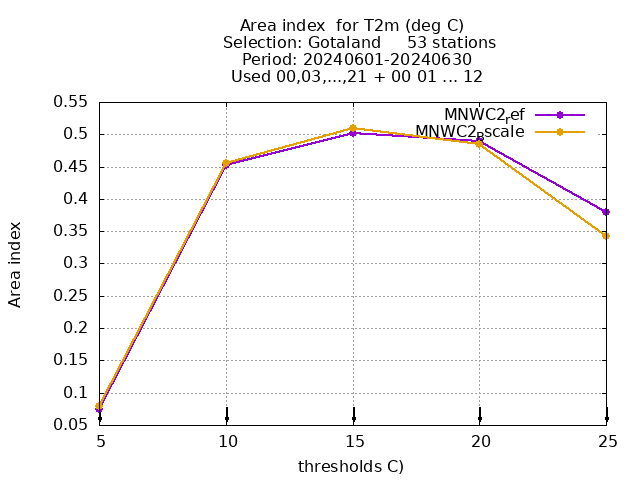 Area index  for T2m (deg C)
Selection: Gotaland     53 stations
Period: 20240601-20240630
Used 00,03,...,21 + 00 01 ... 12
0.55
0.5
0.45
0.4
0.35
0.3
0.25
0.2
0.15
0.1
0.05
5
10
15
20
25
Area index
thresholds C)
MNWC2_ref
MNWC2_Rscale